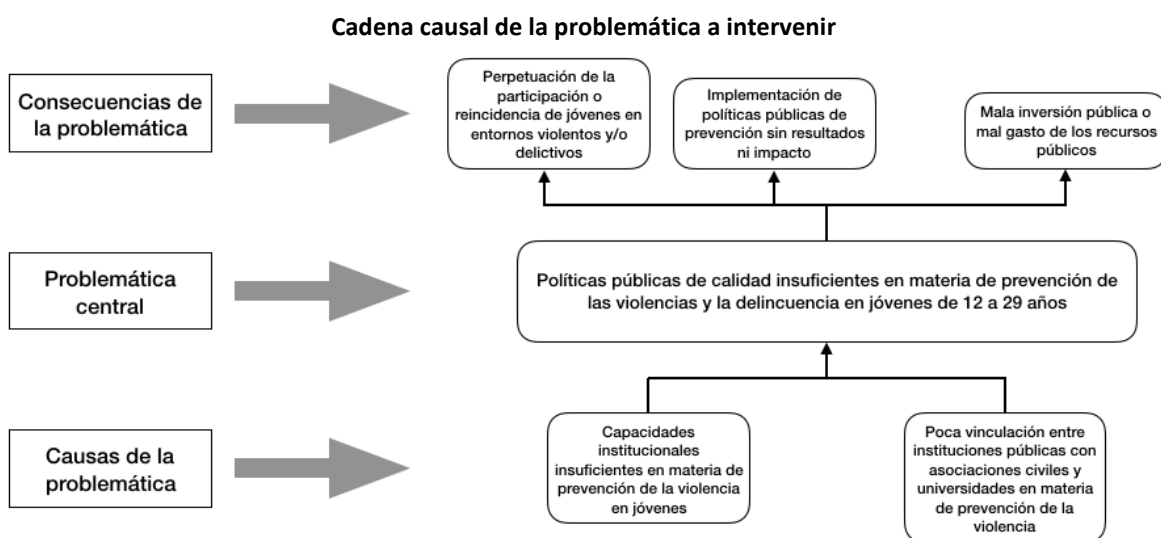 Cadena causal de la problemática a intervenir
Consecuencias de
la problemática
Perpetuación de la
participación o
reincidencia de jóvenes en
entornos violentos y/o
delictivos
Implementación de
políticas públicas de
prevención sin resultados
ni impacto
Mala inversión pública o
mal gasto de los recursos
públicos
Problemática
central
Políticas públicas de calidad insuficientes en materia de prevención de
las violencias y la delincuencia en jóvenes de 12 a 29 años
Causas de la
problemática
Capacidades
institucionales
insuficientes en materia de
prevención de la violencia
en jóvenes
Poca vinculación entre
instituciones públicas con
asociaciones civiles y
universidades en materia
de prevención de la
violencia